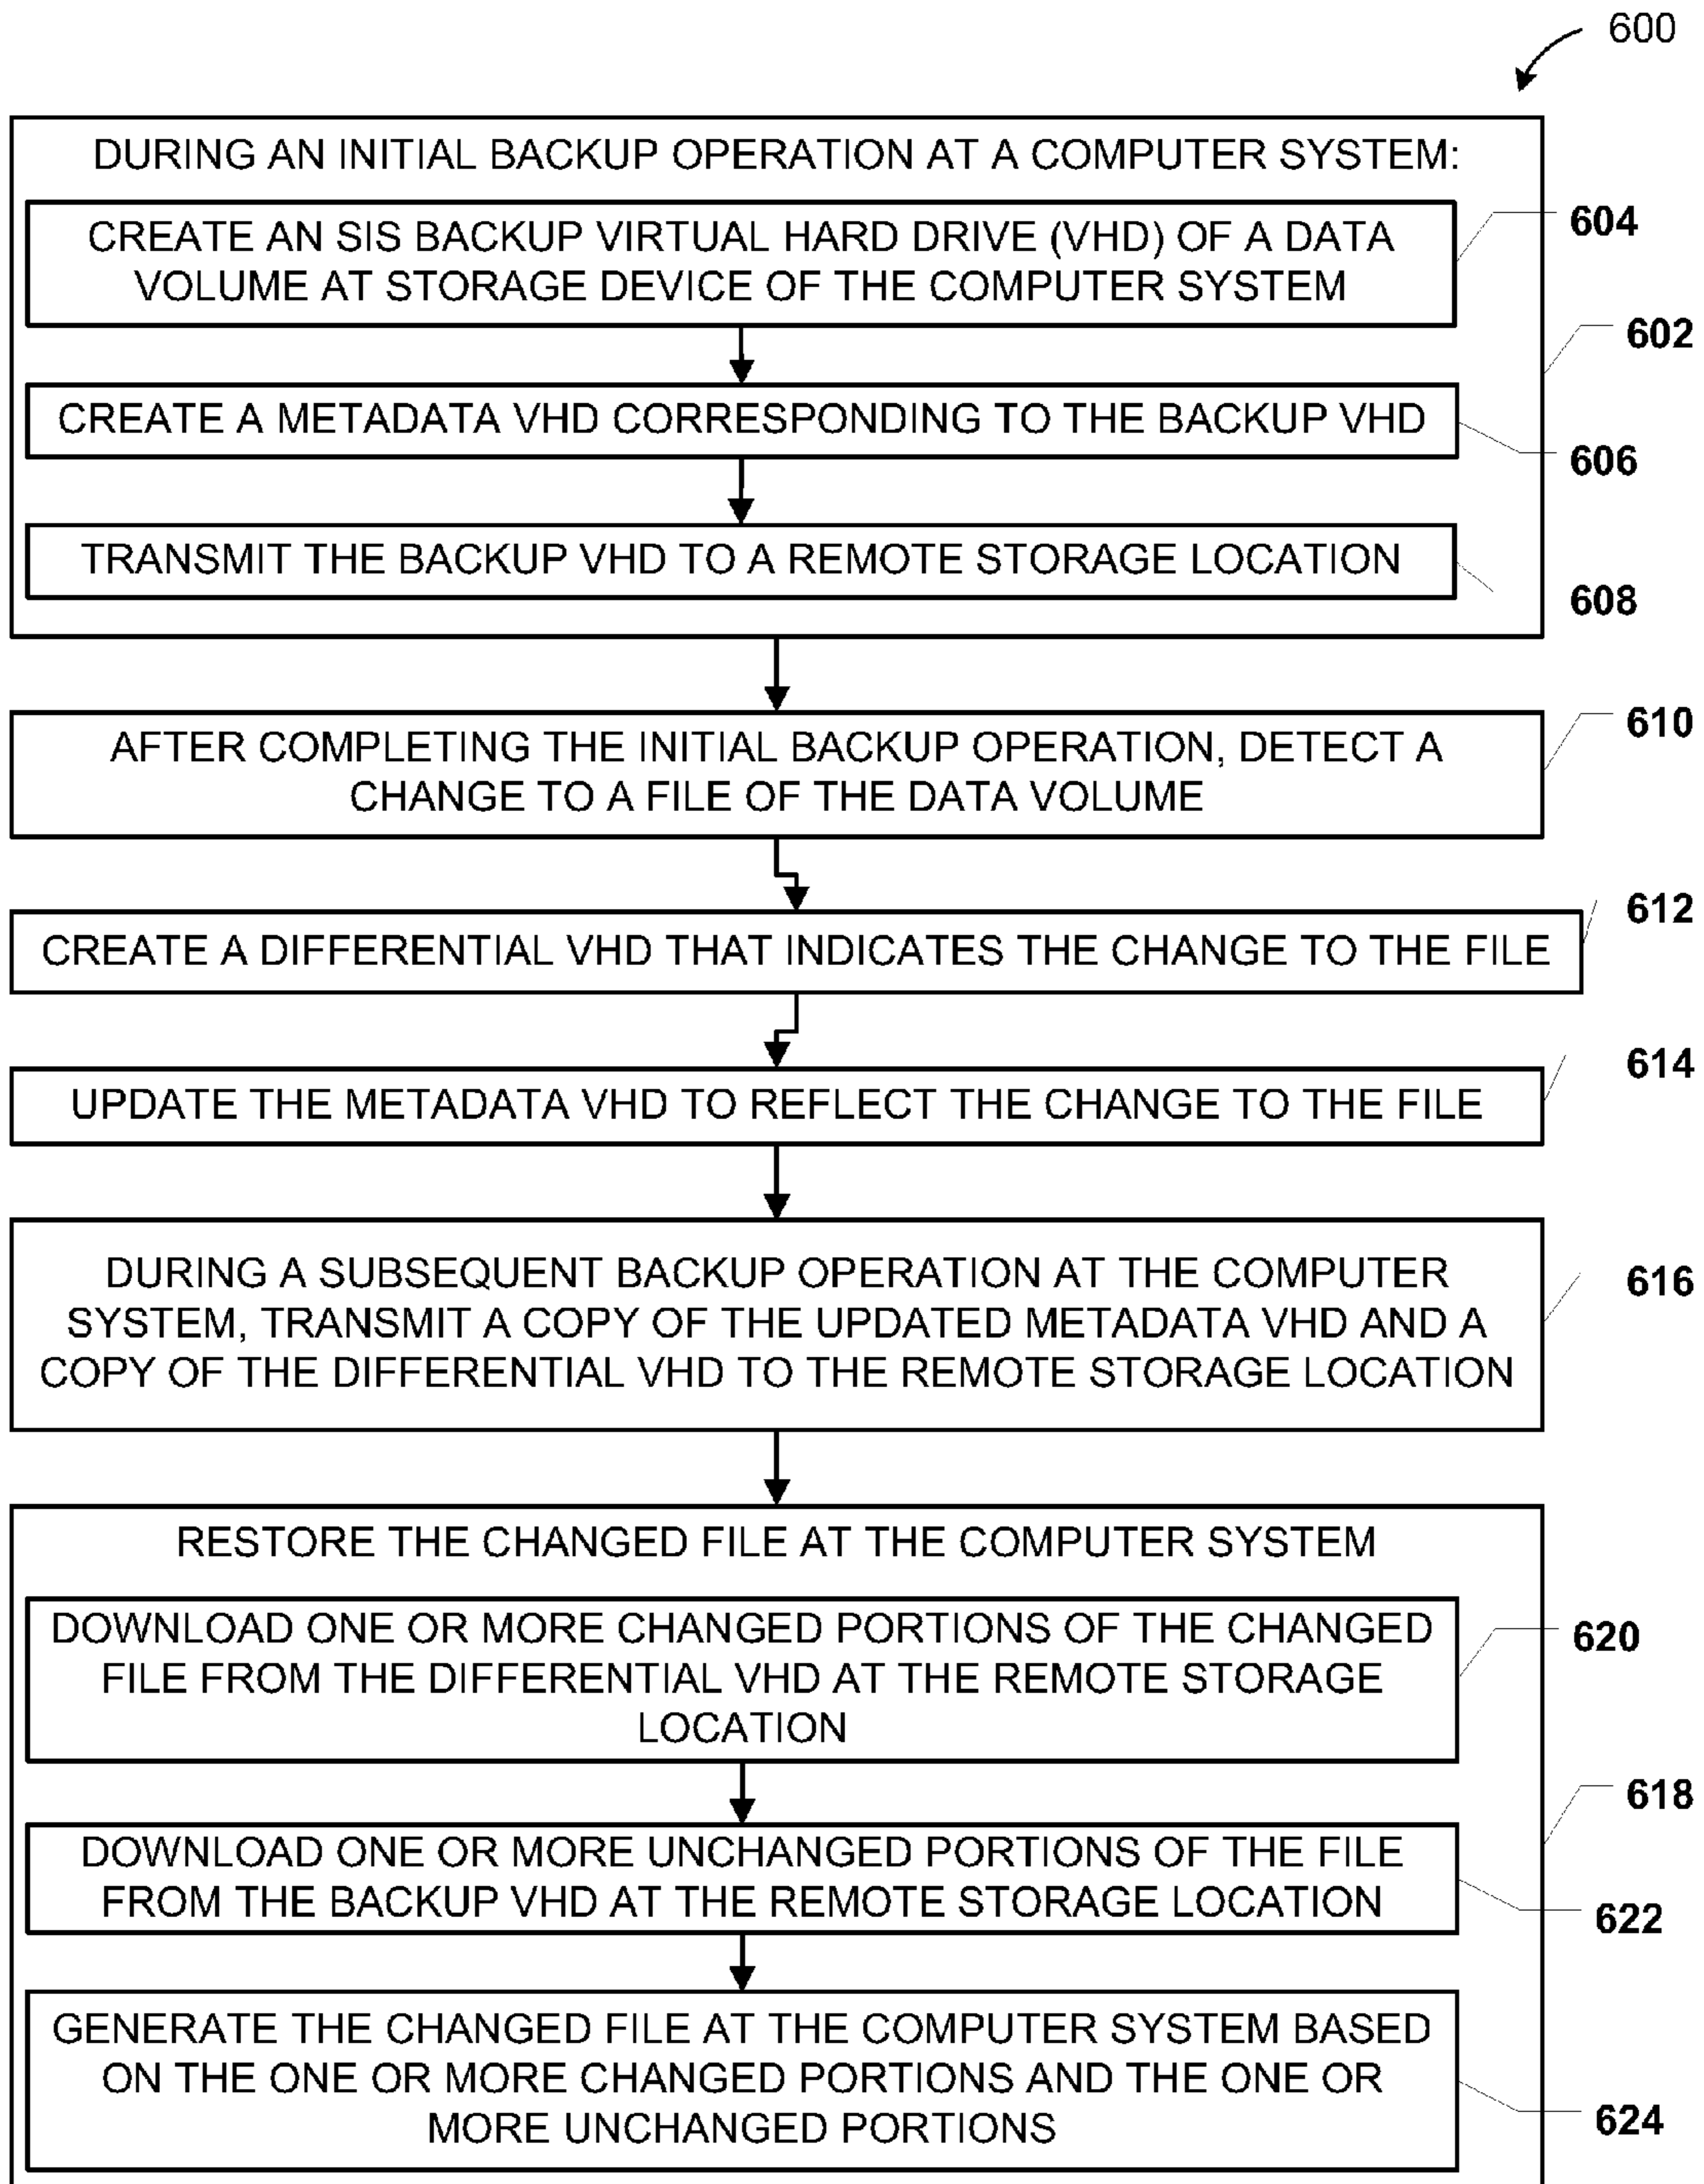 600
DURING AN INITIAL BACKUP OPERATION AT A COMPUTER SYSTEM:
CREATE AN SIS BACKUP VIRTUAL HARD DRIVE (VHD) OF A DATA
VOLUME AT STORAGE DEVICE OF THE COMPUTER SYSTEM
604
602
CREATE A METADATA VHD CORRESPONDING TO THE BACKUP VHD
606
TRANSMIT THE BACKUP VHD TO A REMOTE STORAGE LOCATION
608
AFTER COMPLETING THE INITIAL BACKUP OPERATION, DETECT A
CHANGE TO A FILE OF THE DATA VOLUME
610
CREATE A DIFFERENTIAL VHD THAT INDICATES THE CHANGE TO THE FILE
612
UPDATE THE METADATA VHD TO REFLECT THE CHANGE TO THE FILE
614
DURING A SUBSEQUENT BACKUP OPERATION AT THE COMPUTER
SYSTEM, TRANSMIT A COPY OF THE UPDATED METADATA VHD AND A
COPY OF THE DIFFERENTIAL VHD TO THE REMOTE STORAGE LOCATION
616
RESTORE THE CHANGED FILE AT THE COMPUTER SYSTEM
DOWNLOAD ONE OR MORE CHANGED PORTIONS OF THE CHANGED
FILE FROM THE DIFFERENTIAL VHD AT THE REMOTE STORAGE
LOCATION
620
618
DOWNLOAD ONE OR MORE UNCHANGED PORTIONS OF THE FILE
FROM THE BACKUP VHD AT THE REMOTE STORAGE LOCATION
622
GENERATE THE CHANGED FILE AT THE COMPUTER SYSTEM BASED
ON THE ONE OR MORE CHANGED PORTIONS AND THE ONE OR
MORE UNCHANGED PORTIONS
624